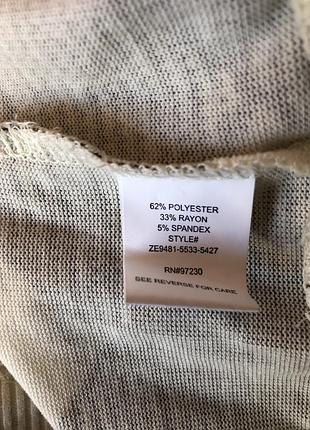 62% POLYESTER
33% RAYON
5% SPANDEX
STYLE#
ZE9481-5533-5427
RN#97230
SEE REVERSE FOR CARE